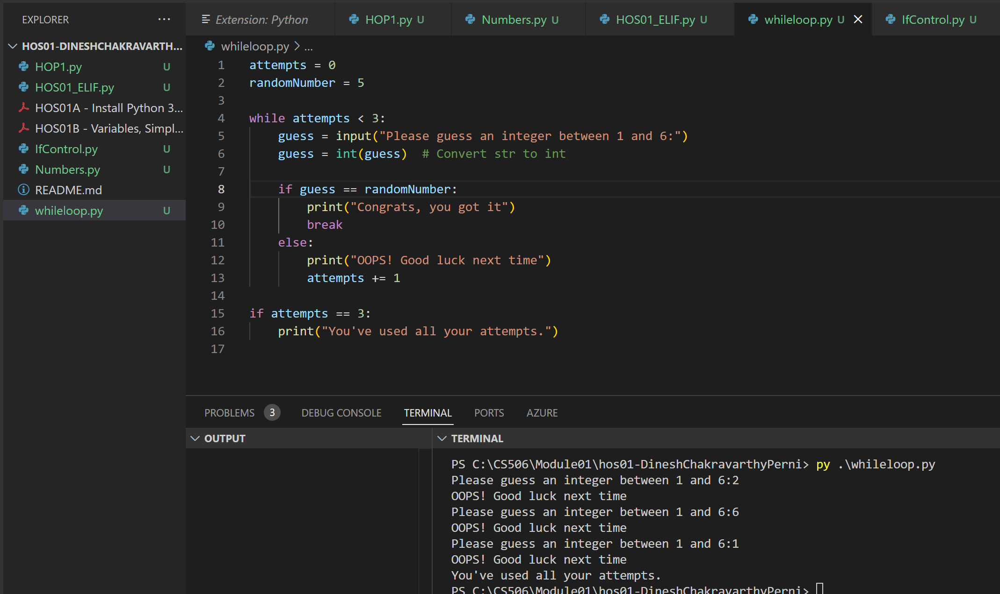 EXPLORER ...
HOS01-DINESHCHAKRAVARTH...
HOP1.py U
HOS01_ELIF.py U
HOS01A - Install Python 3...
HOS01B - Variables, Simpl...
IfControl.py U
Numbers.py U
README.md
whileloop.py U
Extension: Python
HOP1.py U
Numbers.py U
HOS01_ELIF.py U
whileloop.py U
IfControl.py U
whileloop.py > ...
1 attempts = 0
2 randomNumber = 5
3
4 while attempts < 3:
5     guess = input("Please guess an integer between 1 and 6:")
6     guess = int(guess)  # Convert str to int
7
8     if guess == randomNumber:
9         print("Congrats, you got it")
10         break
11     else:
12         print("OOPS! Good luck next time")
13         attempts += 1
14
15 if attempts == 3:
16     print("You've used all your attempts.")
17
PROBLEMS 3 DEBUG CONSOLE TERMINAL PORTS AZURE
OUTPUT
TERMINAL
PS C:\CS506\Module01\hos01-DineshChakravarthyPerni> py .\whileloop.py
Please guess an integer between 1 and 6:2
OOPS! Good luck next time
Please guess an integer between 1 and 6:6
OOPS! Good luck next time
Please guess an integer between 1 and 6:1
OOPS! Good luck next time
You've used all your attempts.
PS C:\CS506\Module01\hos01-DineshChakravarthyPerni>